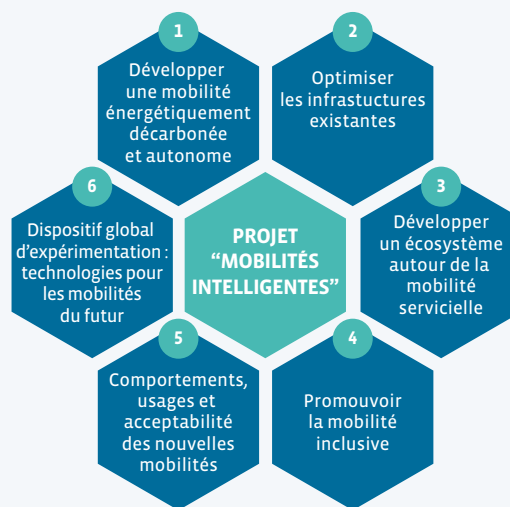 1
Développer
une mobilité
énergétiquement
décarbonée
et autonome
2
Optimiser
les infrastuctures
existantes
3
Développer
un écosystème
autour de la
mobilité
servicielle
4
Promouvoir
la mobilité
inclusive
5
Comportements,
usages et
acceptabilité
des nouvelles
mobilités
6
Dispositif global
d’expérimentation :
technologies pour
les mobilités
du futur
PROJET
“MOBILITÉS
INTELLIGENTES”